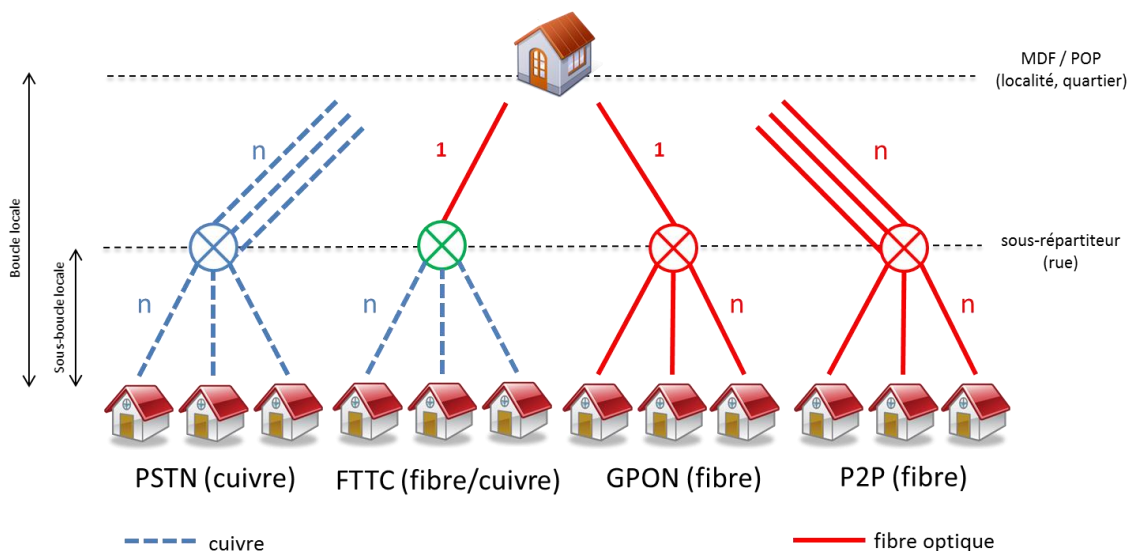 MDF / POP
(localité, quartier)
n
1
1
n
Boucle locale
sous-répartiteur
(rue)
Sous-boucle locale
n
n
n
n
PSTN (cuivre)
FTTC (fibre/cuivre)
GPON (fibre)
P2P (fibre)
cuivre
fibre optique